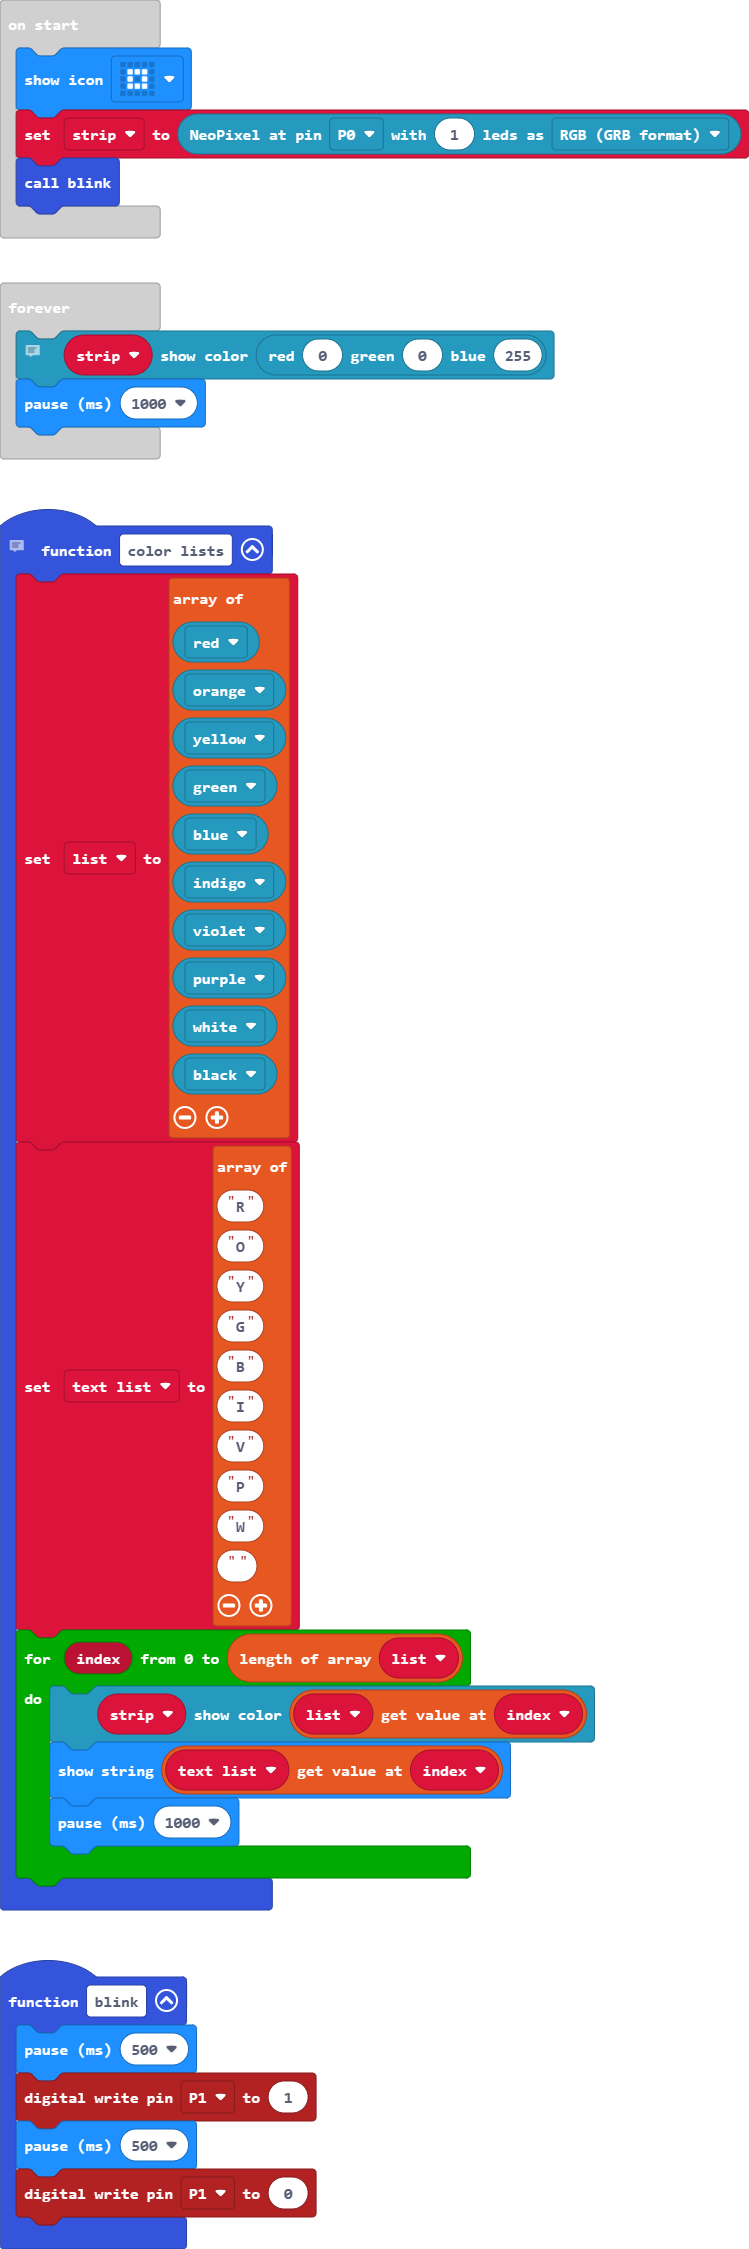 on start
show icon
set strip to NeoPixel at pin P0 with 1 leds as RGB (GRB format)
call blink
forever
strip show color red 0 green 0 blue 255
pause (ms) 1000
function color lists
set list to array of
red
orange
yellow
green
blue
indigo
violet
purple
white
black
set text list to array of
"R"
"O"
"Y"
"G"
"B"
"I"
"V"
"P"
"W"
" "
for index from 0 to length of array list
do
strip show color list get value at index
show string text list get value at index
pause (ms) 1000
function blink
pause (ms) 500
digital write pin P1 to 1
pause (ms) 500
digital write pin P1 to 0